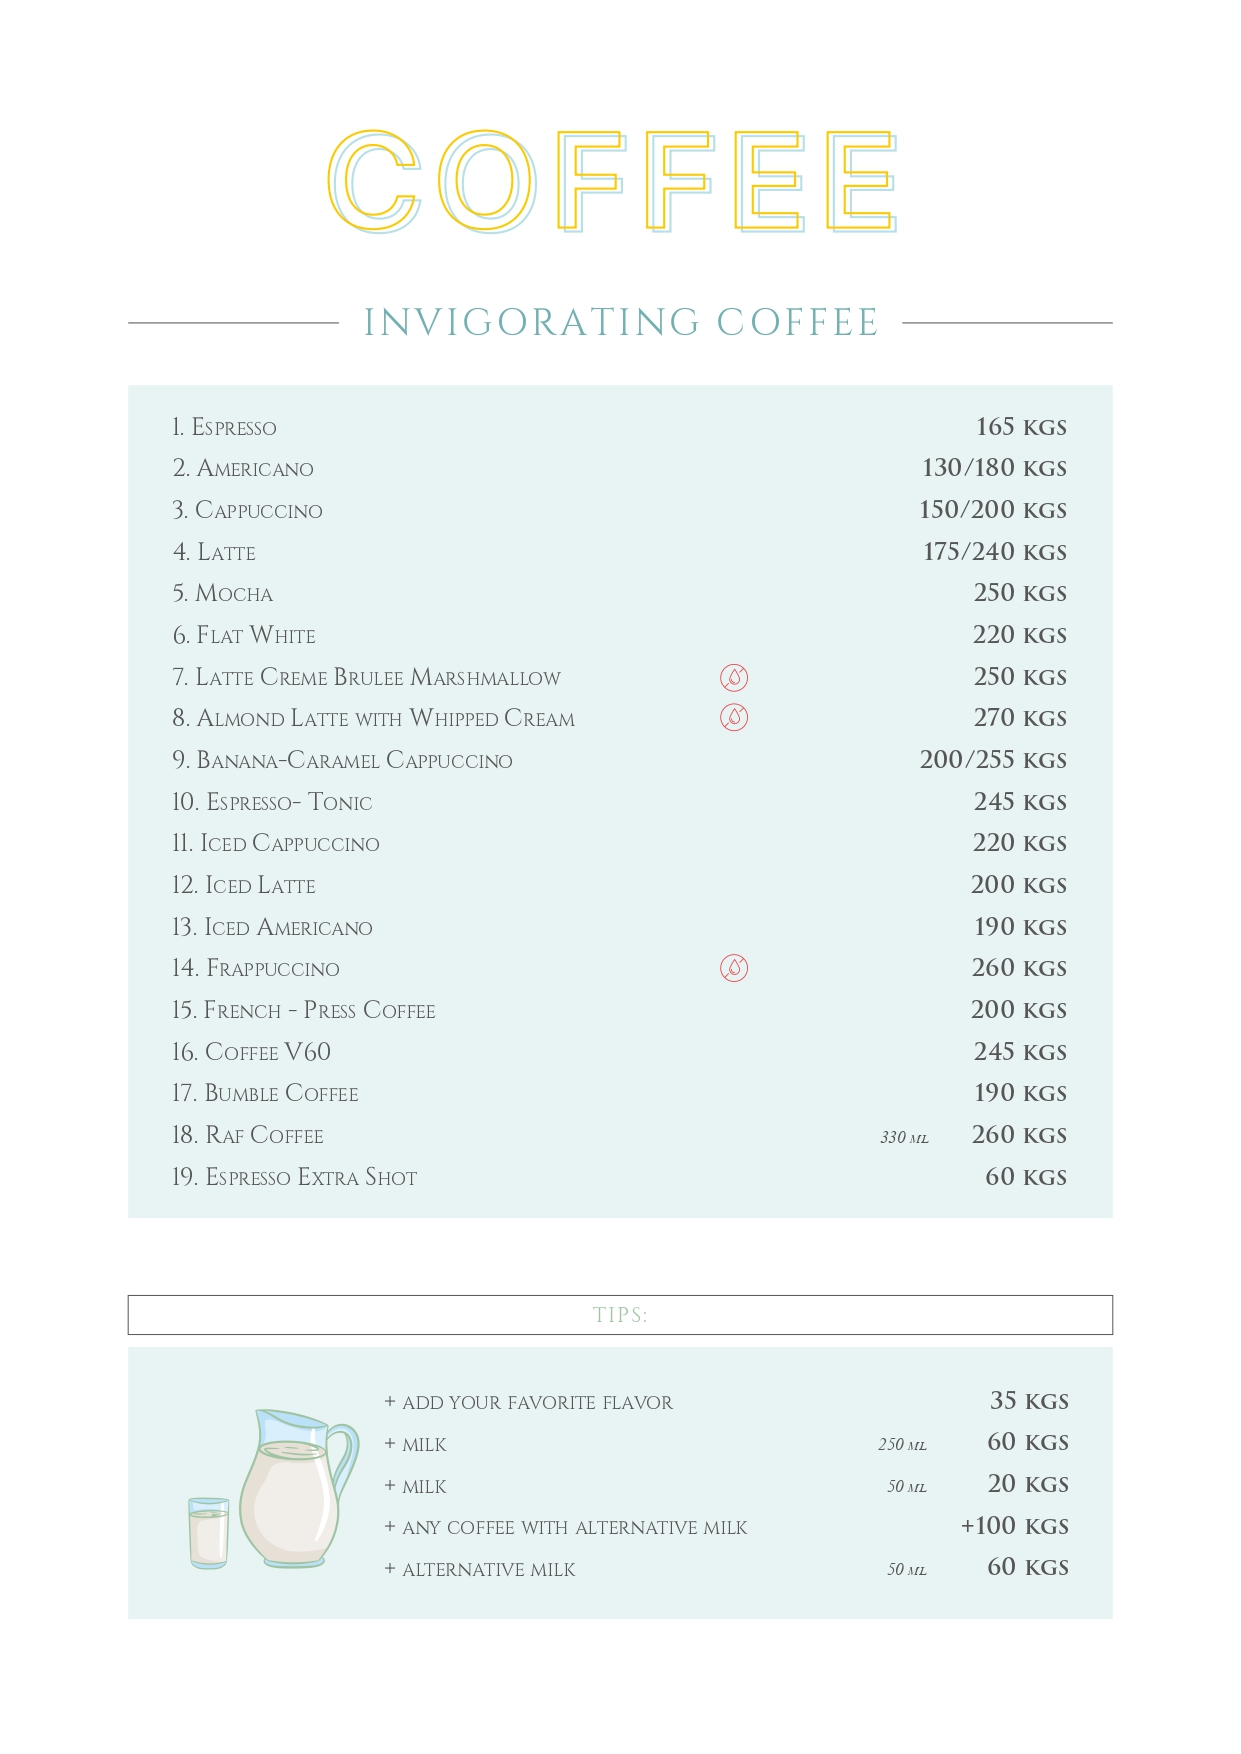 COFFEE
INVIGORATING COFFEE
1. Espresso 165 KGS
2. Americano 130/180 KGS
3. Cappuccino 150/200 KGS
4. Latte 175/240 KGS
5. Mocha 250 KGS
6. Flat White 220 KGS
7. Latte Creme Brulee Marshmallow 250 KGS
8. Almond Latte with Whipped Cream 270 KGS
9. Banana-Caramel Cappuccino 200/255 KGS
10. Espresso- Tonic 245 KGS
11. Iced Cappuccino 220 KGS
12. Iced Latte 200 KGS
13. Iced Americano 190 KGS
14. Frappuccino 260 KGS
15. French - Press Coffee 200 KGS
16. Coffee V60 245 KGS
17. Bumble Coffee 190 KGS
18. Raf Coffee 330 ml 260 KGS
19. Espresso Extra Shot 60 KGS
TIPS:
+ add your favorite flavor 35 KGS
+ milk 250 ml 60 KGS
+ milk 50 ml 20 KGS
+ any coffee with alternative milk +100 KGS
+ alternative milk 50 ml 60 KGS